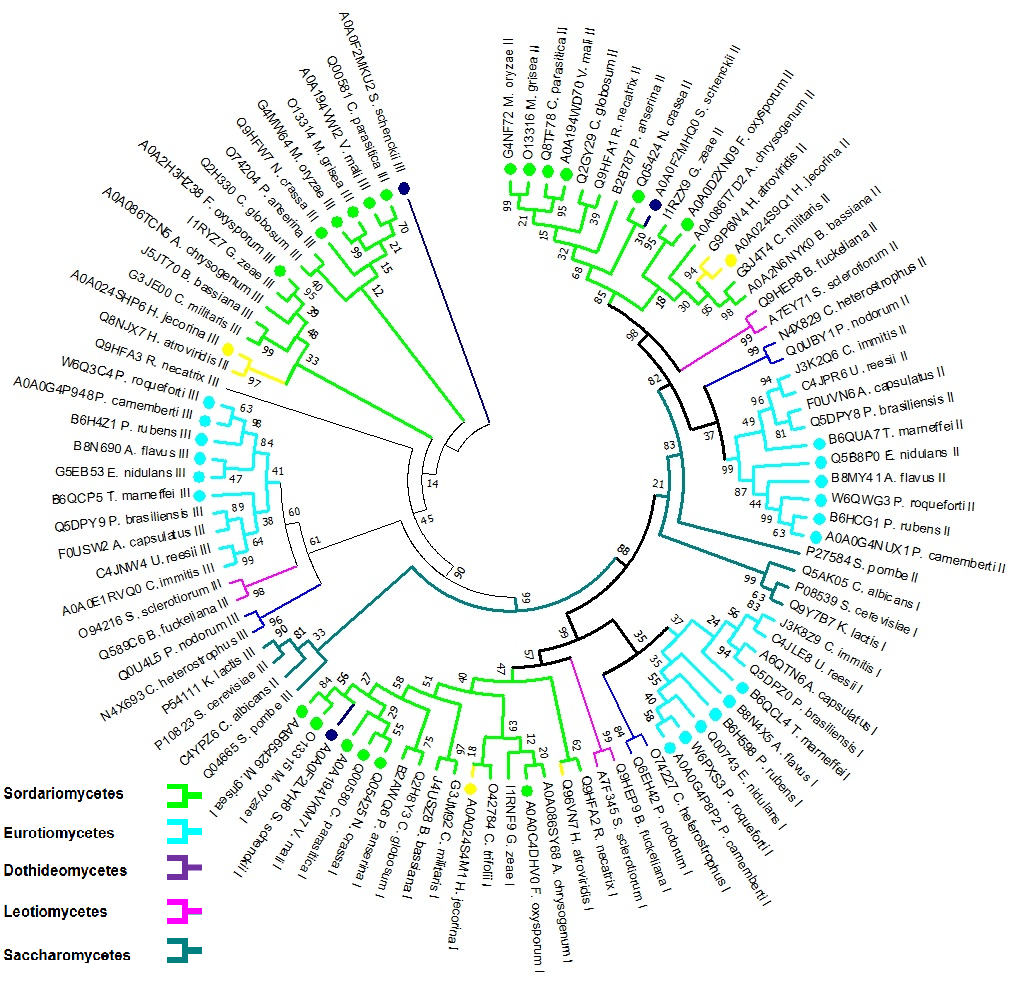 A0A0F2MKU2 S. schenckii III
Q00581 C. parasitica III
A0A194VWI2 V. mali III
O13314 M. grisea III
G4MW64 M. oryzae III
Q9HFW7 N. crassa III
O74204 P. anserina III
Q2H330 C. globosum III
A0A2H3HZ38 F. oxysporum III
I1RYZ7 G. zeae III
A0A086TCN5 A. chrysogenum III
J5JT70 B. bassiana III
G3JE00 C. militaris III
A0A024SHP6 H. jecorina III
Q8NJX7 H. atroviridis III
Q9HFA3 R. necatrix III
W6Q3C4 P. roqueforti III
A0A0G4P948 P. camemberti III
B6H4Z1 P. rubens III
B8N690 A. flavus III
G5EB53 E. nidulans III
B6QCP5 T. marneffei III
Q5DPY9 P. brasiliensis III
F0USW2 A. capsulatus III
C4JNW4 U. reesii III
A0A0E1RVQ0 C. immitis III
O94216 S. sclerotiorum III
Q589C6 B. fuckeliana III
Q0U4L5 P. nodorum III
N4X693 C. heterostrophus III
P54111 K. lactis III
P10823 S. cerevisiae III
C4YPZ6 C. albicans II
Q04665 S. pombe III
G4NF72 M. oryzae II
O13316 M. grisea II
Q8TF78 C. parasitica II
A0A194WD70 V. mali II
Q2GY29 C. globosum II
Q9HFA1 R. necatrix II
B2B787 P. anserina II
Q05424 N. crassa II
A0A0F2MHQ0 S. schenckii II
I1RZX9 G. zeae II
A0A0D2XN09 F. oxysporum II
A0A086T7D2 A. chrysogenum II
G9P6W4 H. atroviridis II
A0A024S9Q1 H. jecorina II
G3J4T4 C. militaris II
A0A2N6NYK0 B. bassiana II
Q9HEP8 B. fuckeliana II
A7EY71 S. sclerotiorum II
N4X829 C. heterostrophus II
Q0UBY1 P. nodorum II
J3K2Q6 C. immitis II
C4JPR6 U. reesii II
F0UVN6 A. capsulatus II
Q5DPY8 P. brasiliensis II
B6QUA7 T. marneffei II
Q5B8P0 E. nidulans II
B8MY41 A. flavus II
W6QWG3 P. roqueforti II
B6HCG1 P. rubens II
A0A0G4NUX1 P. camemberti II
P27584 S. pombe II
Q5AK05 C. albicans I
P08539 S. cerevisiae I
Q9Y7B7 K. lactis I
J3K829 C. immitis I
C4JLE8 U. reesii I
A6QTN6 A. capsulatus I
Q5DPZ0 P. brasiliensis I
B6QCL4 T. marneffei I
B8N4X5 A. flavus I
B6H598 P. rubens I
Q00743 E. nidulans I
W6PXS3 P. roqueforti I
A0A0G4P8P2 P. camemberti I
O74227 C. heterostrophus I
Q6EH42 P. nodorum I
Q9HEP9 B. fuckeliana I
A7F345 S. sclerotiorum I
Q9HFA2 R. necatrix I
Q96VN7 H. atroviridis I
A0A086SY68 A. chrysogenum I
A0A0C4DHV0 F. oxysporum I
I1RNF9 G. zeae I
O42784 C. trifolii I
A0A024S4M1 H. jecorina I
G3JM92 C. militaris I
J4USZ8 B. bassiana I
Q2H8Y3 C. globosum I
B2AWQ6 P. anserina I
Q05425 N. crassa I
Q00580 C. parasitica I
A0A194VKM7 V. mali I
A0A0F2LYH9 S. schenckii I
O13315 M. oryzae I
AAB65426 M. grisea I
Sordariomycetes
Eurotiomycetes
Dothideomycetes
Leotiomycetes
Saccharomycetes